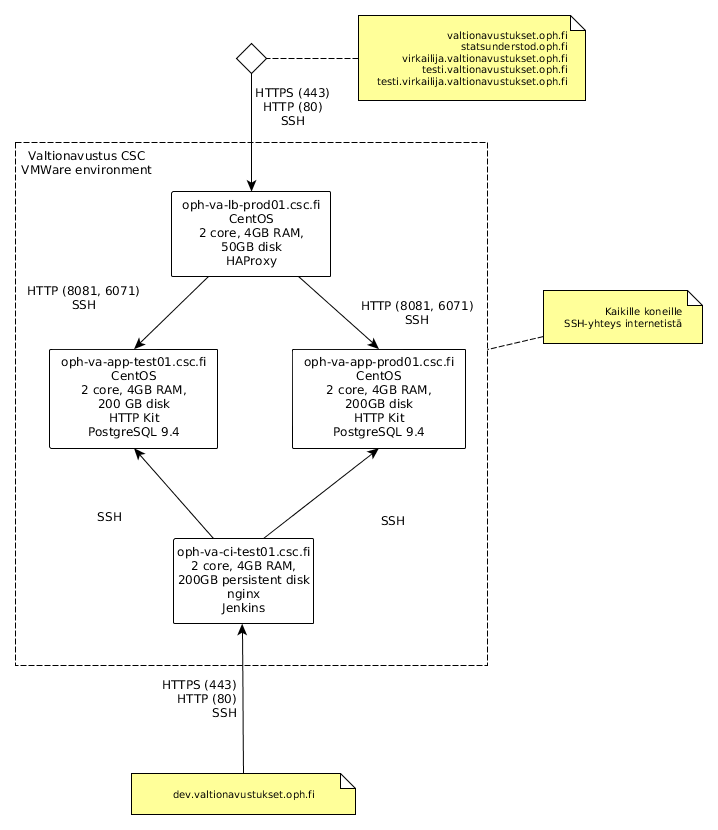 valtionavustukset.oph.fi
statsunderstod.oph.fi
virkailija.valtionavustukset.oph.fi
testi.valtionavustukset.oph.fi
testi.virkailija.valtionavustukset.oph.fi
HTTPS (443)
HTTP (80)
SSH
Valtionavustus CSC
VMWare environment
oph-va-lb-prod01.csc.fi
CentOS
2 core, 4GB RAM,
50GB disk
HAProxy
HTTP (8081, 6071)
SSH
HTTP (8081, 6071)
SSH
Kaikille koneille
SSH-yhteys internetistä
oph-va-app-test01.csc.fi
CentOS
2 core, 4GB RAM,
200 GB disk
HTTP Kit
PostgreSQL 9.4
oph-va-app-prod01.csc.fi
CentOS
2 core, 4GB RAM,
200GB disk
HTTP Kit
PostgreSQL 9.4
SSH
SSH
oph-va-ci-test01.csc.fi
2 core, 4GB RAM,
200GB persistent disk
nginx
Jenkins
HTTPS (443)
HTTP (80)
SSH
dev.valtionavustukset.oph.fi